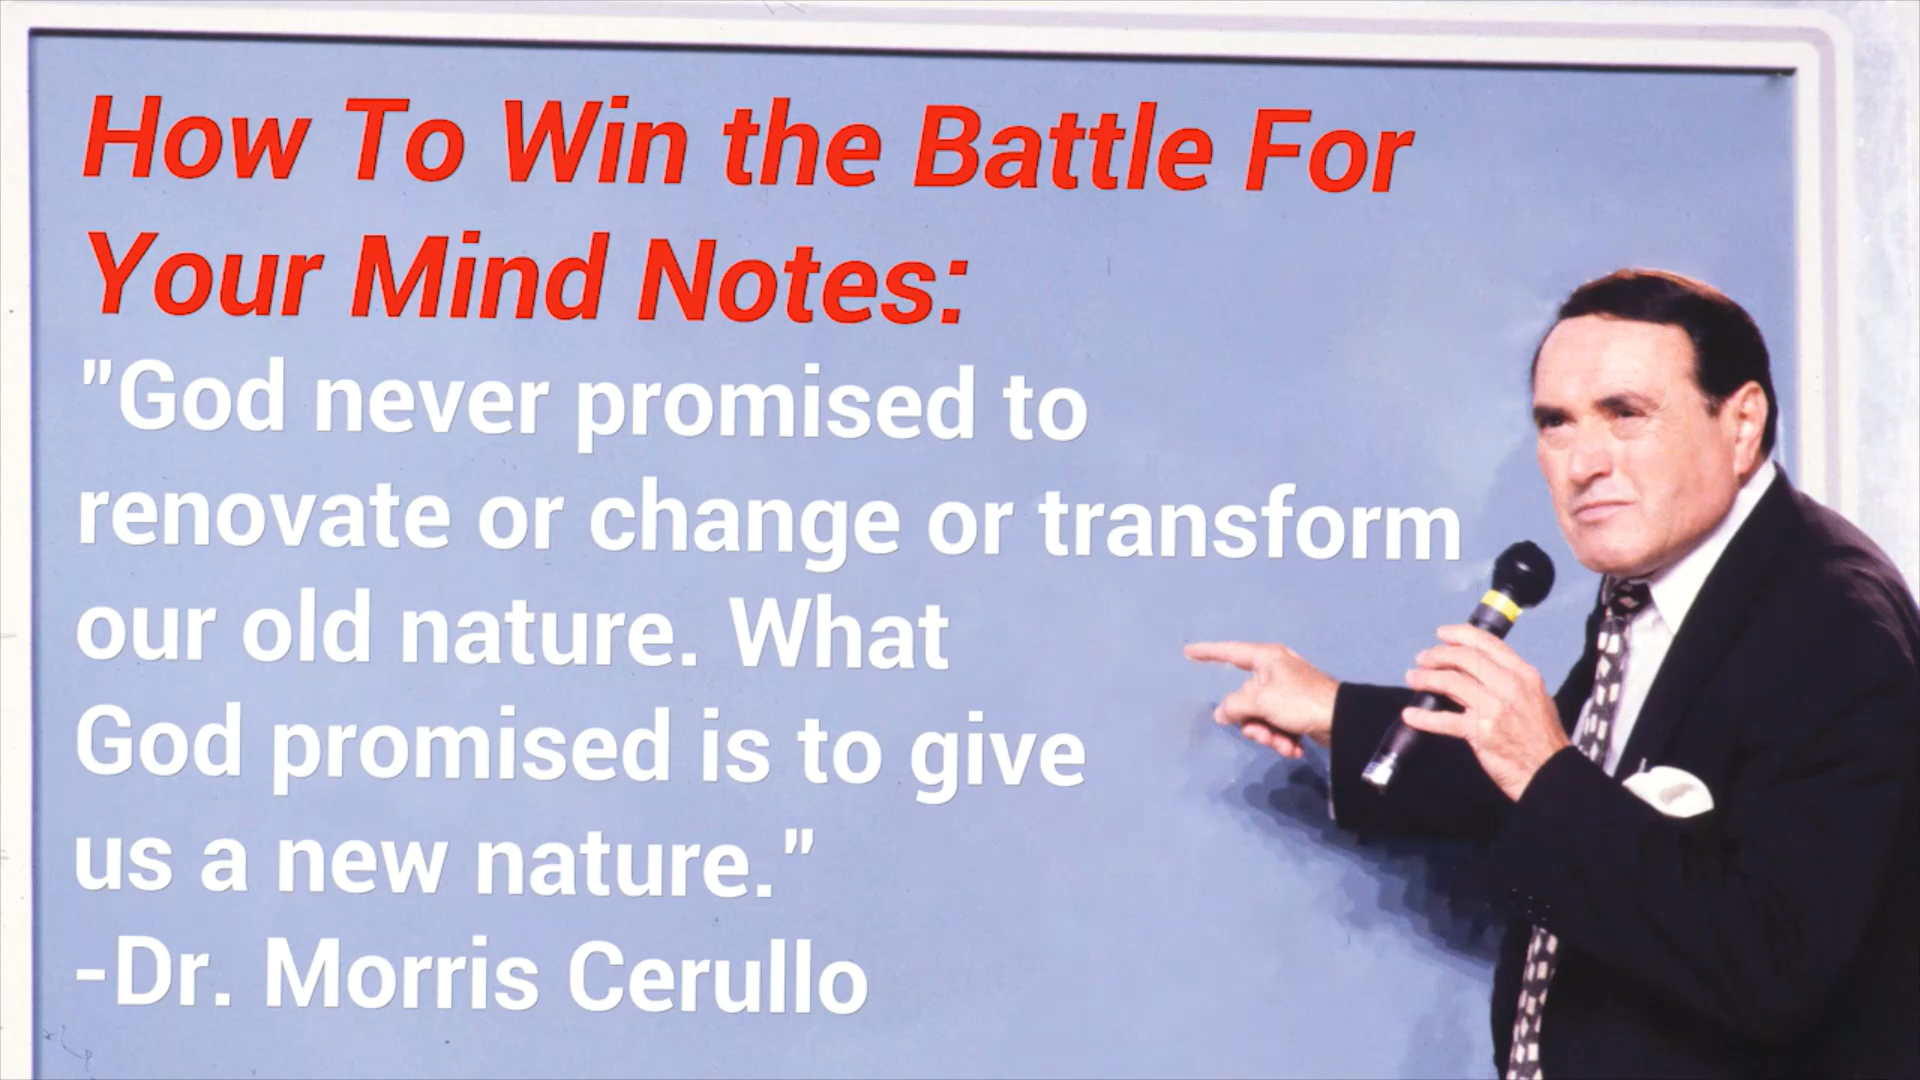 How To Win the Battle For
Your Mind Notes:
"God never promised to
renovate or change or transform
our old nature. What
God promised is to give
us a new nature."
-Dr. Morris Cerullo